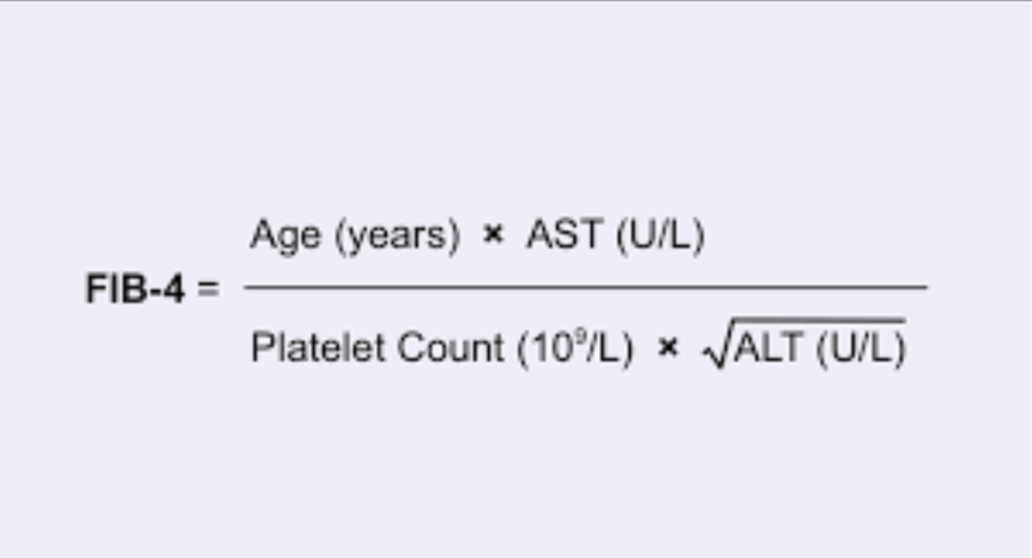 Age (years) × AST (U/L)
FIB-4 =
Platelet Count (10⁹/L) × √ALT (U/L)